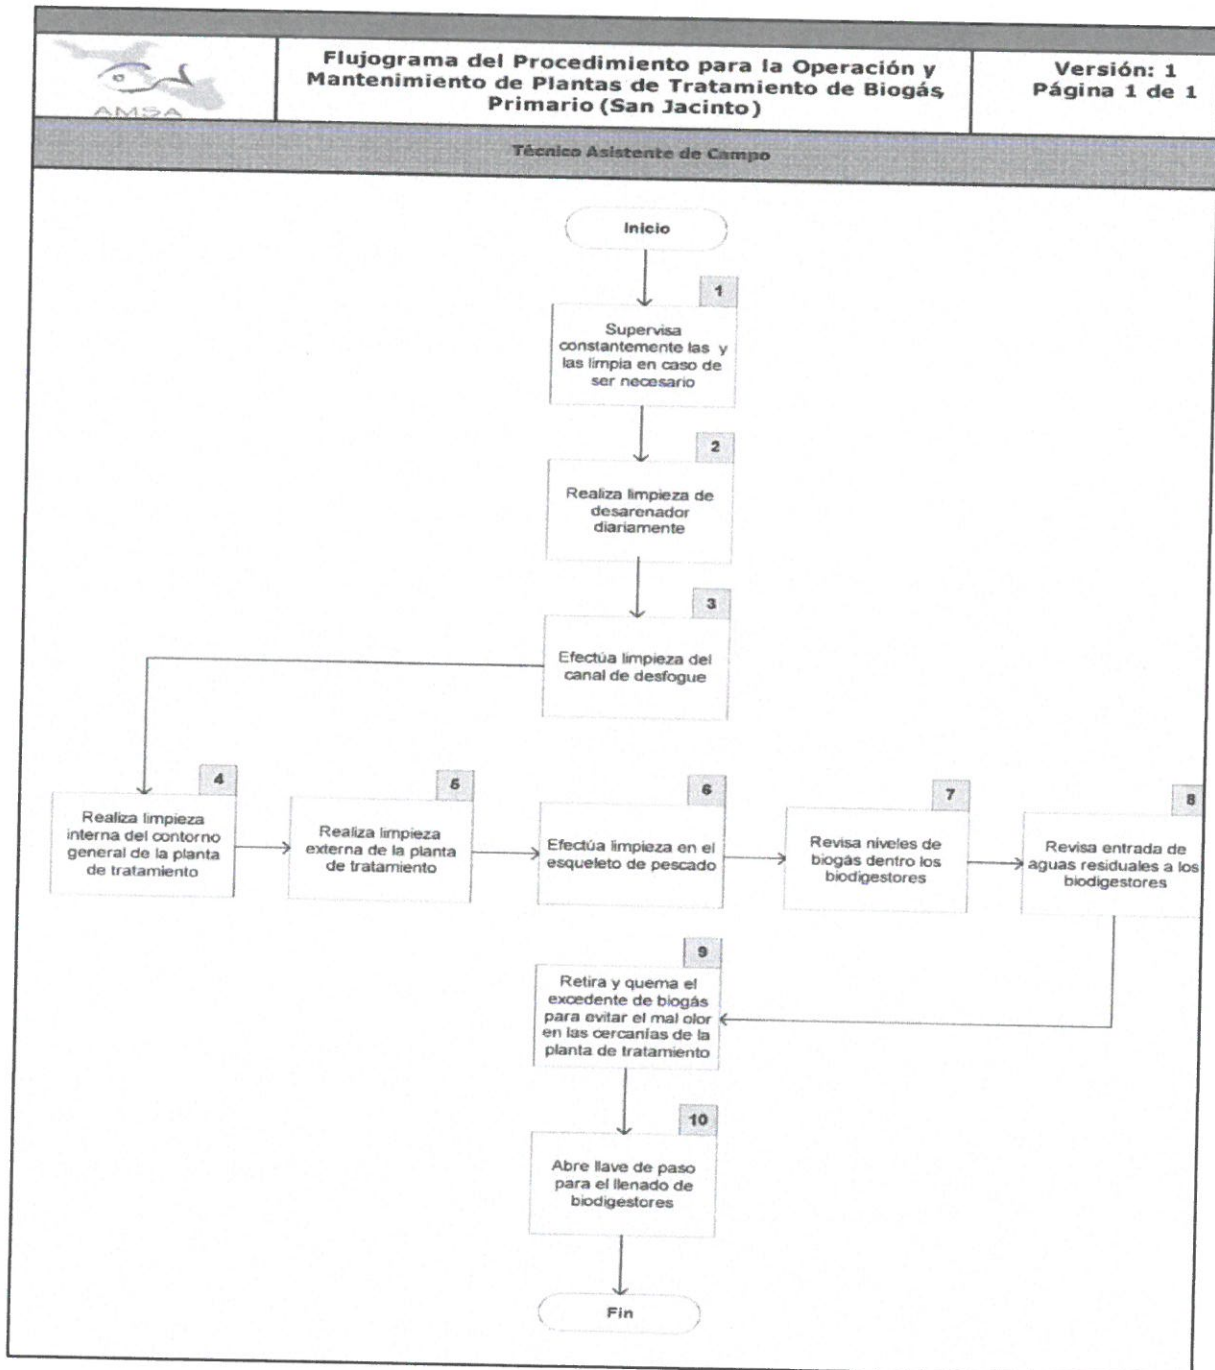 AMSA
Flujograma del Procedimiento para la Operación y
Mantenimiento de Plantas de Tratamiento de Biogás
Primario (San Jacinto)
Versión: 1
Página 1 de 1
Técnico Asistente de Campo
Inicio
1
Supervisa
constantemente las y
las limpia en caso de
ser necesario
2
Realiza limpieza de
desarenador
diariamente
3
Efectúa limpieza del
canal de desfogue
4
Realiza limpieza
interna del contorno
general de la planta
de tratamiento
5
Realiza limpieza
externa de la planta
de tratamiento
6
Efectúa limpieza en el
esqueleto de pescado
7
Revisa niveles de
biogás dentro los
biodigestores
8
Revisa entrada de
aguas residuales a los
biodigestores
9
Retira y quema el
excedente de biogás
para evitar el mal olor
en las cercanías de la
planta de tratamiento
10
Abre llave de paso
para el llenado de
biodigestores
Fin